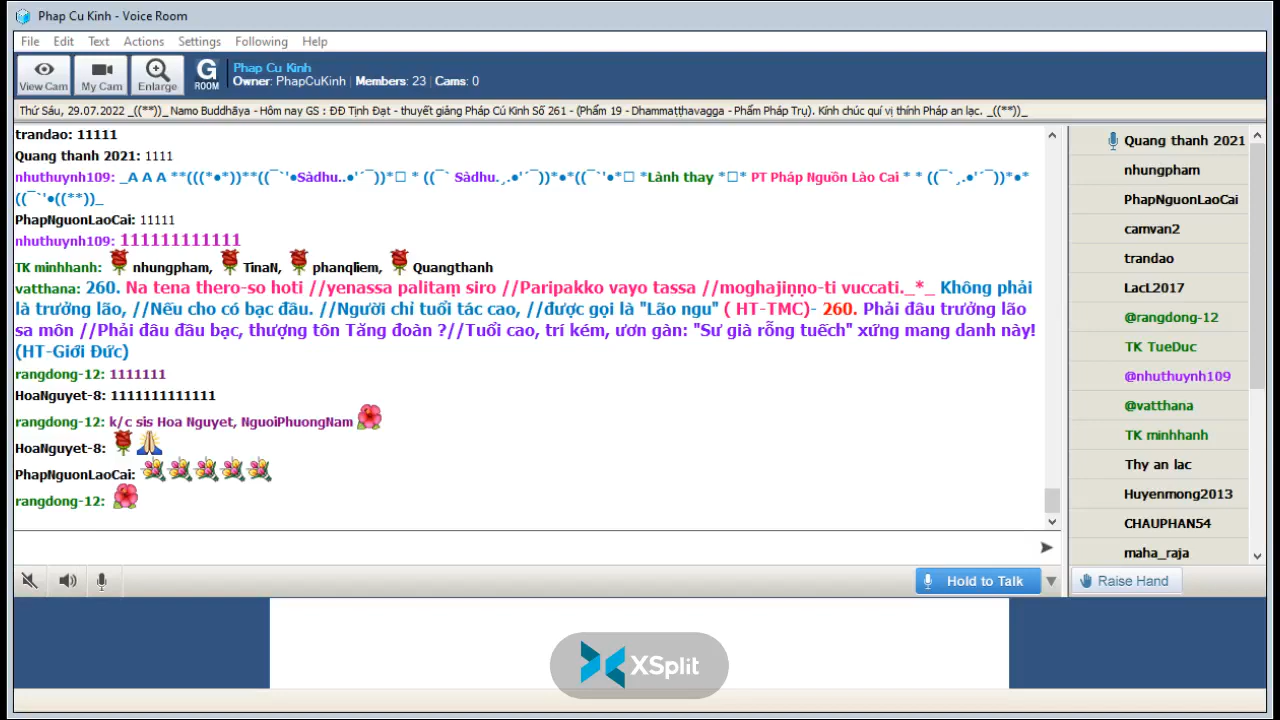 Phap Cu Kinh - Voice Room
File Edit Text Actions Settings Following Help
View Cam My Cam Enlarge G ROOM
Phap Cu Kinh
Owner: PhapCuKinh | Members: 23 | Cams: 0
Thứ Sáu, 29.07.2022 _((**))_ Namo Buddhāya - Hôm nay GS : ĐĐ Tịnh Đạt - thuyết giảng Pháp Cú Kinh Số 261 - (Phẩm 19 - Dhammaṭṭhavagga - Phẩm Pháp Trụ). Kính chúc quí vị thính Pháp an lạc. _((**))_
trandao: 11111
Quang thanh 2021: 1111
nhuthuynh109: _A A A **(((*●*))**((¯`'●Sàdhu..●'´¯))*□ * ((¯` Sàdhu.¸.●'´¯))*●*((¯`'●*□ *Lành thay *□* PT Pháp Nguồn Lào Cai * * ((¯`¸.●'´¯))*●*
((¯`'●((**))_
PhapNguonLaoCai: 11111
nhuthuynh109: 111111111111
TK minhhanh: nhungpham, TinaN, phanqliem, Quangthanh
vatthana: 260. Na tena thero-so hoti //yenassa palitaṃ siro //Paripakko vayo tassa //moghajiṇṇo-ti vuccati._*_ Không phải
là trưởng lão, //Nếu cho có bạc đầu. //Người chỉ tuổi tác cao, //được gọi là "Lão ngu" ( HT-TMC)- 260. Phải đâu trưởng lão
sa môn //Phải đâu đầu bạc, thượng tôn Tăng đoàn ?//Tuổi cao, trí kém, ươn gàn: "Sư già rỗng tuếch" xứng mang danh này!
(HT-Giới Đức)
rangdong-12: 1111111
HoaNguyet-8: 1111111111111
rangdong-12: k/c sis Hoa Nguyet, NguoiPhuongNam
HoaNguyet-8:
PhapNguonLaoCai:
rangdong-12:
Quang thanh 2021
nhungpham
PhapNguonLaoCai
camvan2
trandao
LacL2017
@rangdong-12
TK TueDuc
@nhuthuynh109
@vatthana
TK minhhanh
Thy an lac
Huyenmong2013
CHAUPHAN54
maha_raja
Hold to Talk
Raise Hand
XSplit